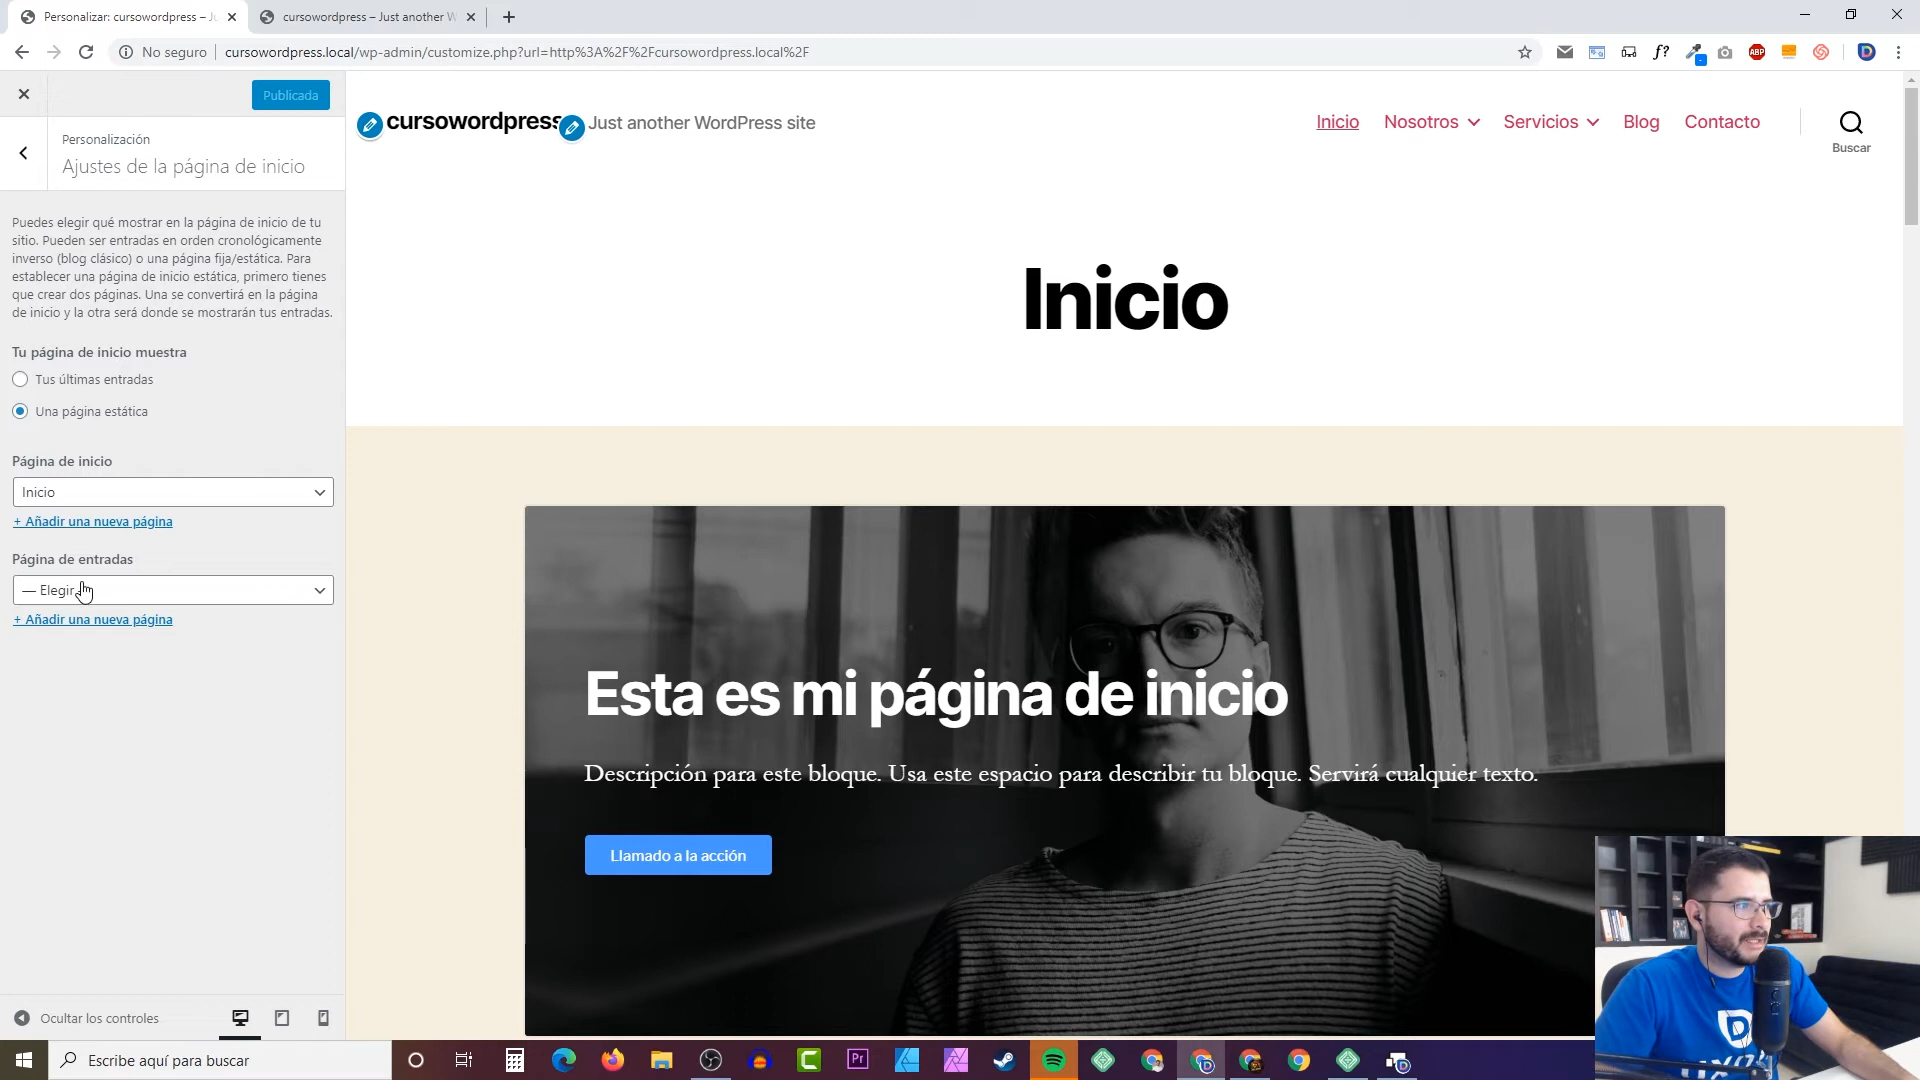 Personalizar: cursowordpress – Ju
cursowordpress – Just another W
No seguro
cursowordpress.local/wp-admin/customize.php?url=http%3A%2F%2Fcursowordpress.local%2F
Publicada
Personalización
Ajustes de la página de inicio
Puedes elegir qué mostrar en la página de inicio de tu
sitio. Pueden ser entradas en orden cronológicamente
inverso (blog clásico) o una página fija/estática. Para
establecer una página de inicio estática, primero tienes
que crear dos páginas. Una se convertirá en la página
de inicio y la otra será donde se mostrarán tus entradas.
Tu página de inicio muestra
Tus últimas entradas
Una página estática
Página de inicio
Inicio
+ Añadir una nueva página
Página de entradas
— Elegir
+ Añadir una nueva página
Ocultar los controles
cursowordpress
Just another WordPress site
Inicio
Nosotros
Servicios
Blog
Contacto
Buscar
Inicio
Esta es mi página de inicio
Descripción para este bloque. Usa este espacio para describir tu bloque. Servirá cualquier texto.
Llamado a la acción
Escribe aquí para buscar